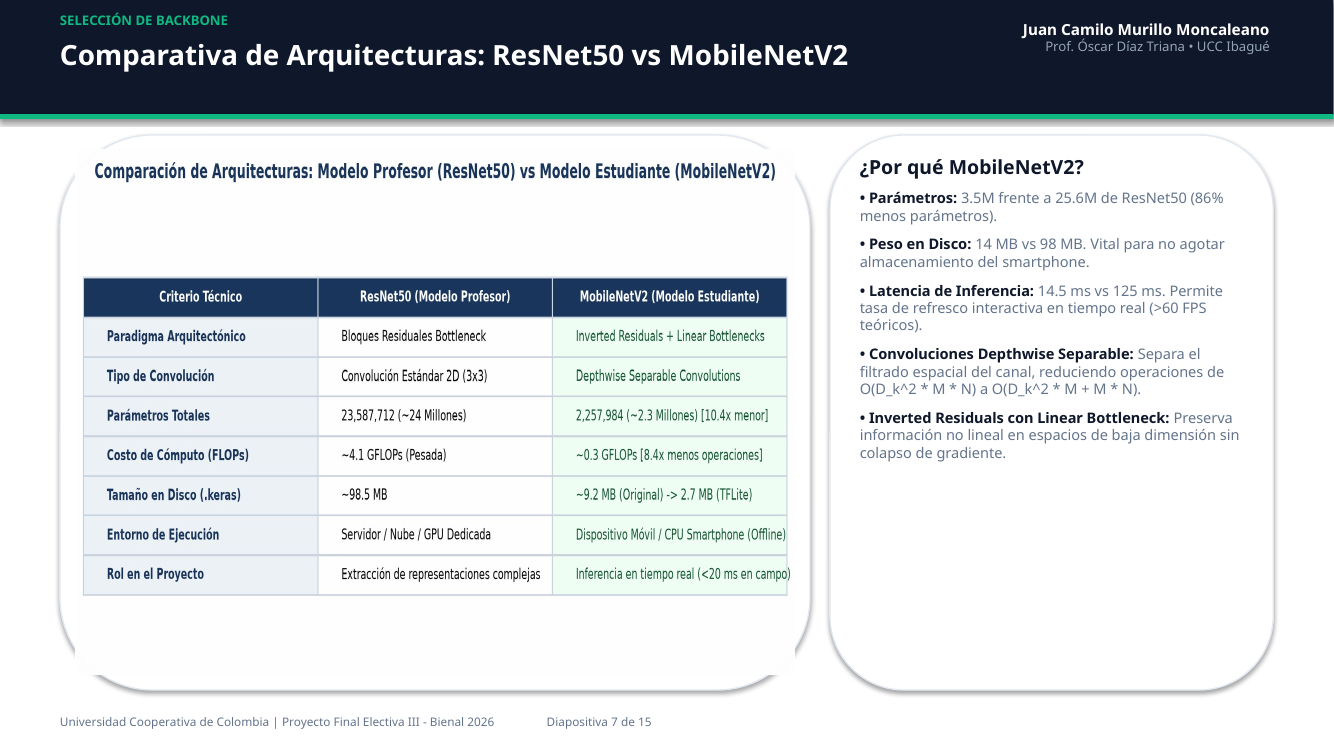 SELECCIÓN DE BACKBONE
Comparativa de Arquitecturas: ResNet50 vs MobileNetV2
Juan Camilo Murillo Moncaleano
Prof. Óscar Díaz Triana • UCC Ibagué
Comparación de Arquitecturas: Modelo Profesor (ResNet50) vs Modelo Estudiante (MobileNetV2)
Criterio Técnico ResNet50 (Modelo Profesor) MobileNetV2 (Modelo Estudiante)
Paradigma Arquitectónico Bloques Residuales Bottleneck Inverted Residuals + Linear Bottlenecks
Tipo de Convolución Convolución Estándar 2D (3x3) Depthwise Separable Convolutions
Parámetros Totales 23,587,712 (~24 Millones) 2,257,984 (~2.3 Millones) [10.4x menor]
Costo de Cómputo (FLOPs) ~4.1 GFLOPs (Pesada) ~0.3 GFLOPs [8.4x menos operaciones]
Tamaño en Disco (.keras) ~98.5 MB ~9.2 MB (Original) -> 2.7 MB (TFLite)
Entorno de Ejecución Servidor / Nube / GPU Dedicada Dispositivo Móvil / CPU Smartphone (Offline)
Rol en el Proyecto Extracción de representaciones complejas Inferencia en tiempo real (<20 ms en campo)
¿Por qué MobileNetV2?
• Parámetros: 3.5M frente a 25.6M de ResNet50 (86%
menos parámetros).
• Peso en Disco: 14 MB vs 98 MB. Vital para no agotar
almacenamiento del smartphone.
• Latencia de Inferencia: 14.5 ms vs 125 ms. Permite
tasa de refresco interactiva en tiempo real (>60 FPS
teóricos).
• Convoluciones Depthwise Separable: Separa el
filtrado espacial del canal, reduciendo operaciones de
O(D_k^2 * M * N) a O(D_k^2 * M + M * N).
• Inverted Residuals con Linear Bottleneck: Preserva
información no lineal en espacios de baja dimensión sin
colapso de gradiente.
Universidad Cooperativa de Colombia | Proyecto Final Electiva III - Bienal 2026 Diapositiva 7 de 15